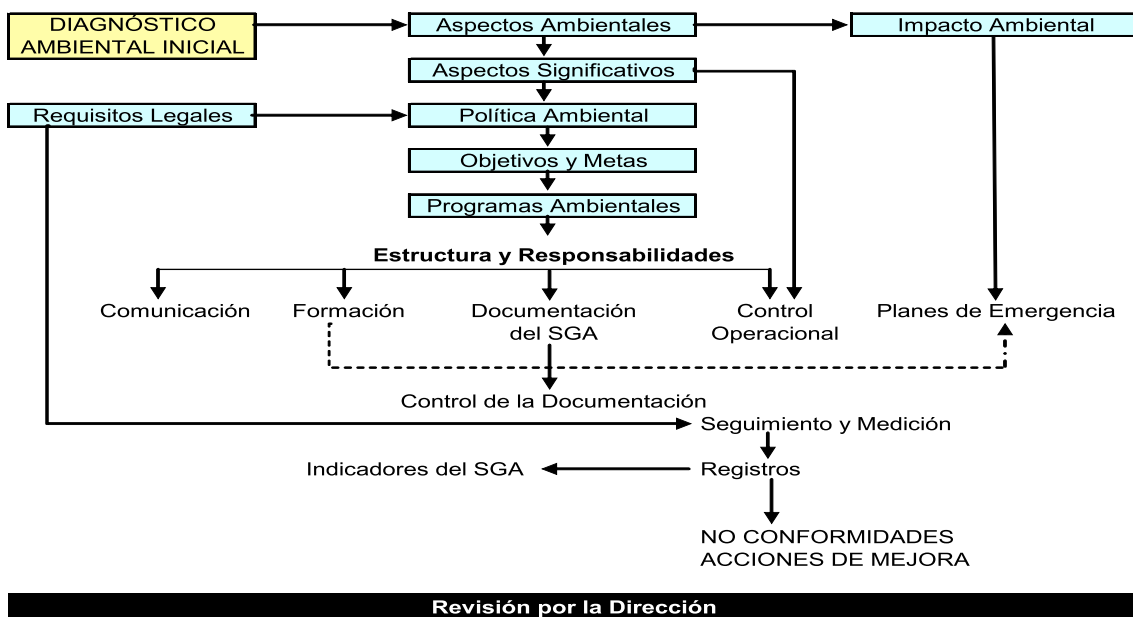 DIAGNÓSTICO
AMBIENTAL INICIAL
Aspectos Ambientales
Impacto Ambiental
Aspectos Significativos
Requisitos Legales
Política Ambiental
Objetivos y Metas
Programas Ambientales
Estructura y Responsabilidades
Comunicación
Formación
Documentación
del SGA
Control
Operacional
Planes de Emergencia
Control de la Documentación
Seguimiento y Medición
Indicadores del SGA
Registros
NO CONFORMIDADES
ACCIONES DE MEJORA
Revisión por la Dirección